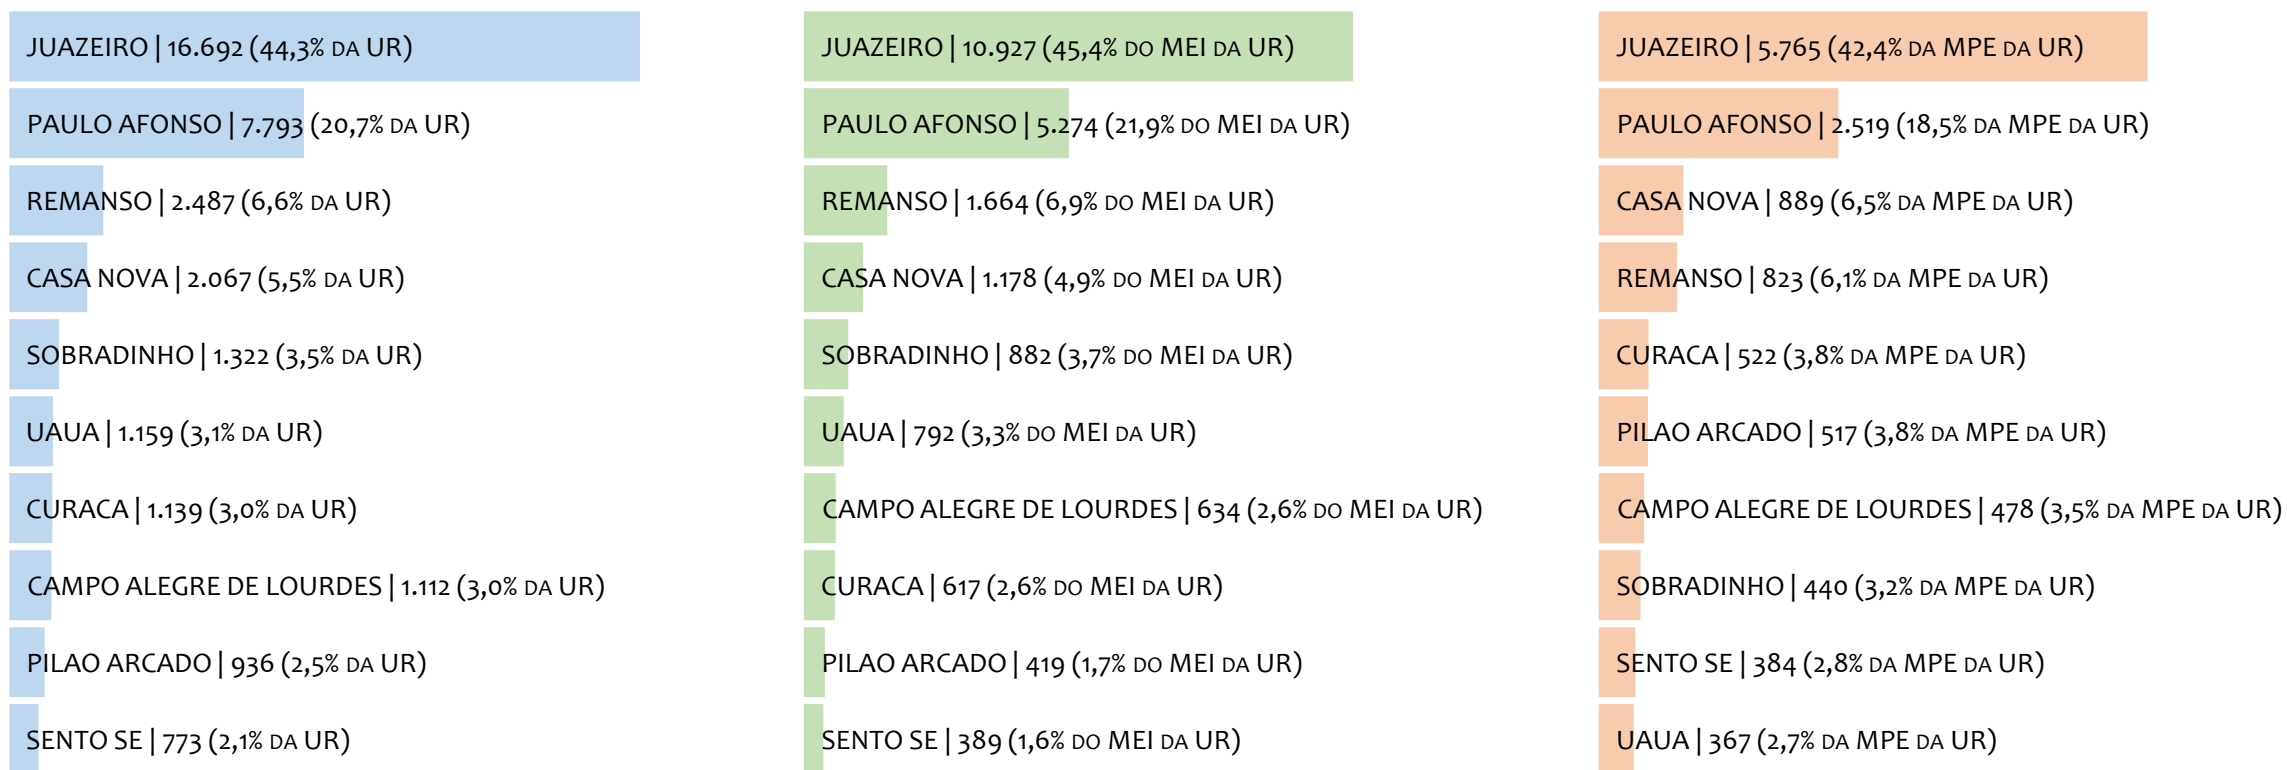 JUAZEIRO | 16.692 (44,3% DA UR)
PAULO AFONSO | 7.793 (20,7% DA UR)
REMANSO | 2.487 (6,6% DA UR)
CASA NOVA | 2.067 (5,5% DA UR)
SOBRADINHO | 1.322 (3,5% DA UR)
UAUA | 1.159 (3,1% DA UR)
CURACA | 1.139 (3,0% DA UR)
CAMPO ALEGRE DE LOURDES | 1.112 (3,0% DA UR)
PILAO ARCADO | 936 (2,5% DA UR)
SENTO SE | 773 (2,1% DA UR)
JUAZEIRO | 10.927 (45,4% DO MEI DA UR)
PAULO AFONSO | 5.274 (21,9% DO MEI DA UR)
REMANSO | 1.664 (6,9% DO MEI DA UR)
CASA NOVA | 1.178 (4,9% DO MEI DA UR)
SOBRADINHO | 882 (3,7% DO MEI DA UR)
UAUA | 792 (3,3% DO MEI DA UR)
CAMPO ALEGRE DE LOURDES | 634 (2,6% DO MEI DA UR)
CURACA | 617 (2,6% DO MEI DA UR)
PILAO ARCADO | 419 (1,7% DO MEI DA UR)
SENTO SE | 389 (1,6% DO MEI DA UR)
JUAZEIRO | 5.765 (42,4% DA MPE DA UR)
PAULO AFONSO | 2.519 (18,5% DA MPE DA UR)
CASA NOVA | 889 (6,5% DA MPE DA UR)
REMANSO | 823 (6,1% DA MPE DA UR)
CURACA | 522 (3,8% DA MPE DA UR)
PILAO ARCADO | 517 (3,8% DA MPE DA UR)
CAMPO ALEGRE DE LOURDES | 478 (3,5% DA MPE DA UR)
SOBRADINHO | 440 (3,2% DA MPE DA UR)
SENTO SE | 384 (2,8% DA MPE DA UR)
UAUA | 367 (2,7% DA MPE DA UR)